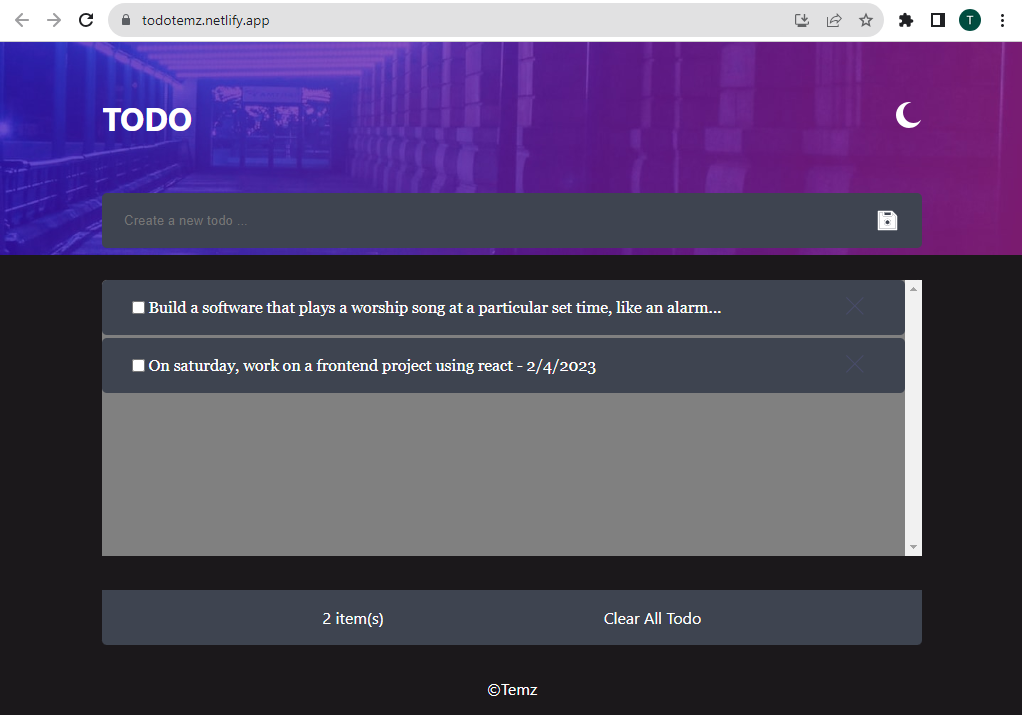 todotemz.netlify.app
T
TODO
Create a new todo ...
Build a software that plays a worship song at a particular set time, like an alarm...
On saturday, work on a frontend project using react - 2/4/2023
2 item(s)
Clear All Todo
©Temz